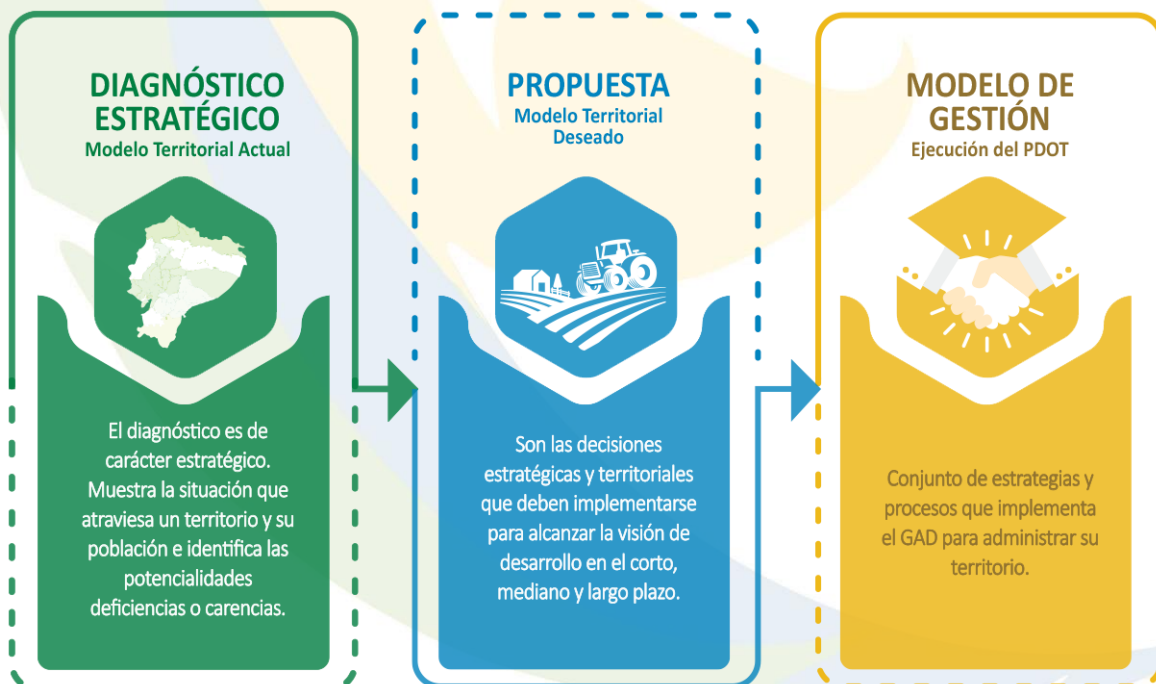 DIAGNÓSTICO
ESTRATÉGICO
Modelo Territorial Actual
El diagnóstico es de
carácter estratégico.
Muestra la situación que
atraviesa un territorio y su
población e identifica las
potencialidades
deficiencias o carencias.
PROPUESTA
Modelo Territorial
Deseado
Son las decisiones
estratégicas y territoriales
que deben implementarse
para alcanzar la visión de
desarrollo en el corto,
mediano y largo plazo.
MODELO DE
GESTIÓN
Ejecución del PDOT
Conjunto de estrategias y
procesos que implementa
el GAD para administrar su
territorio.